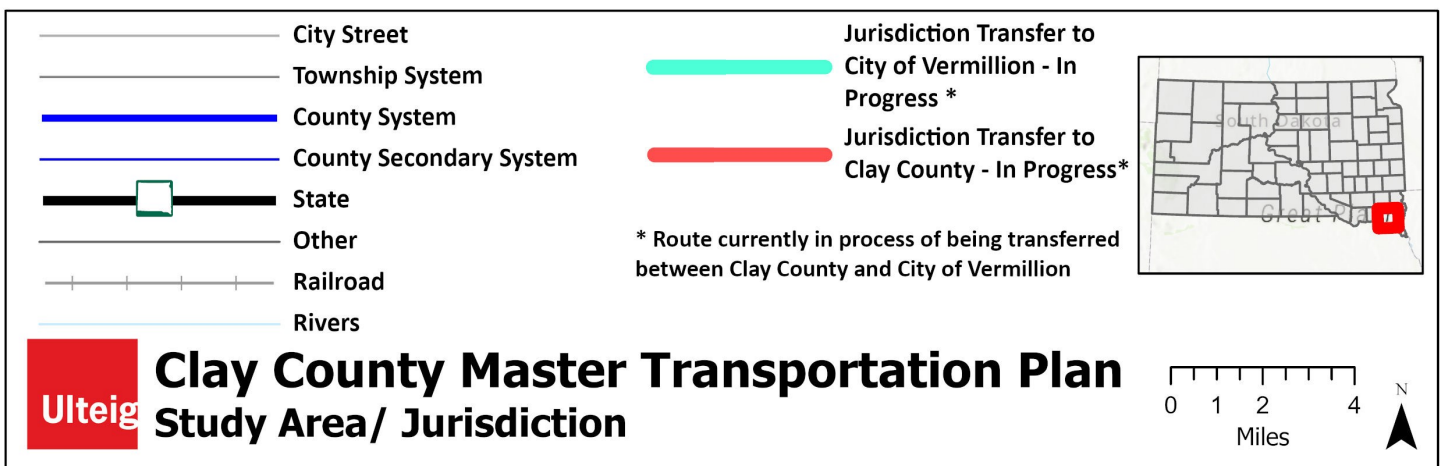 City Street
Township System
County System
County Secondary System
State
Other
Railroad
Rivers
Jurisdiction Transfer to
City of Vermillion - In
Progress *
Jurisdiction Transfer to
Clay County - In Progress*
* Route currently in process of being transferred
between Clay County and City of Vermillion
South Dakota
Great Pla
Ulteig
Clay County Master Transportation Plan
Study Area/ Jurisdiction
0 1 2 4
Miles
N